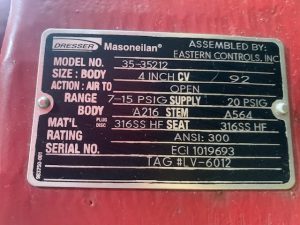 DRESSER Masoneilan® ASSEMBLED BY:
EASTERN CONTROLS, INC
MODEL NO. 35-35212
SIZE: BODY 4 INCH CV 92
ACTION: AIR TO OPEN
RANGE 7-15 PSIG SUPPLY 20 PSIG
BODY A216 STEM A564
MAT'L PLUG 316SS HF SEAT 316SS HF
RATING ANSI: 300
SERIAL NO. ECI 1019693
TAG #LV-6012